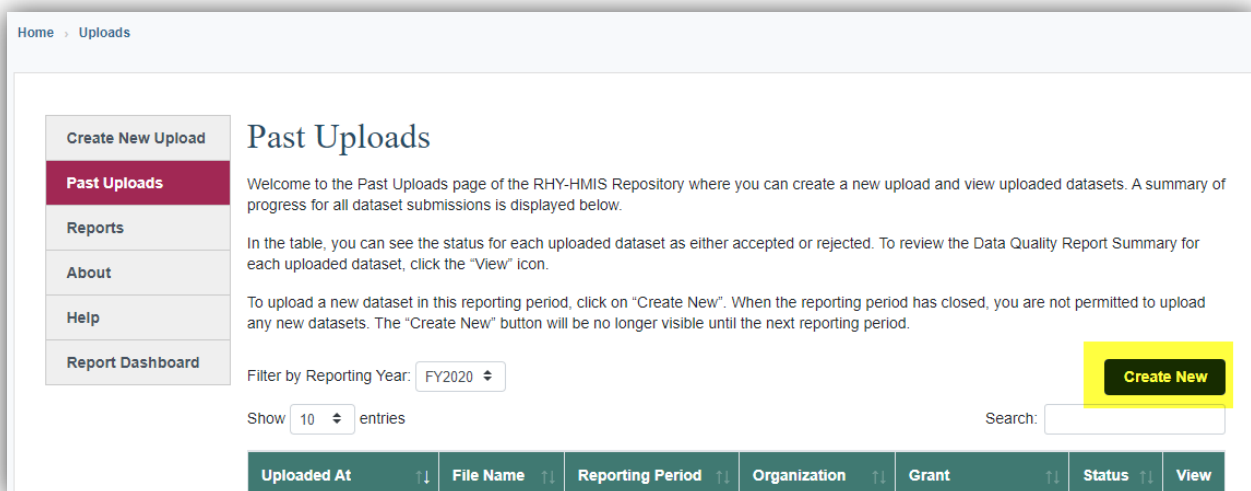 Home › Uploads
Create New Upload
Past Uploads
Reports
About
Help
Report Dashboard
Past Uploads
Welcome to the Past Uploads page of the RHY-HMIS Repository where you can create a new upload and view uploaded datasets. A summary of
progress for all dataset submissions is displayed below.
In the table, you can see the status for each uploaded dataset as either accepted or rejected. To review the Data Quality Report Summary for
each uploaded dataset, click the “View” icon.
To upload a new dataset in this reporting period, click on “Create New”. When the reporting period has closed, you are not permitted to upload
any new datasets. The “Create New” button will be no longer visible until the next reporting period.
Filter by Reporting Year: FY2020
Create New
Show 10 entries
Search:
Uploaded At File Name Reporting Period Organization Grant Status View